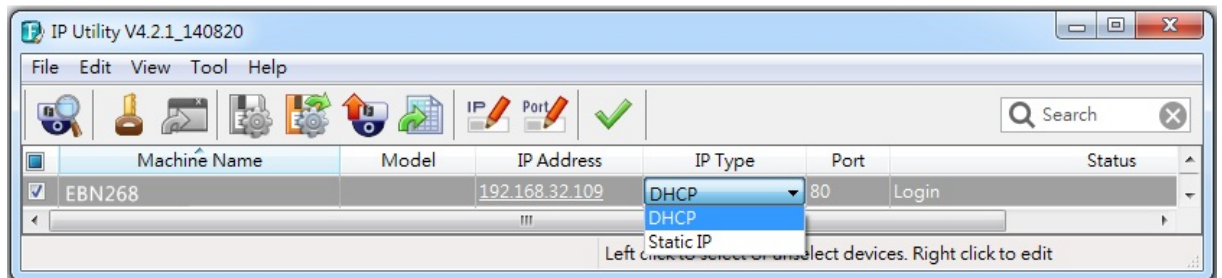 IP Utility V4.2.1_140820
File Edit View Tool Help
IP Port Search
Machine Name Model IP Address IP Type Port Status
EBN268 192.168.32.109 DHCP 80 Login
DHCP
Static IP
Left click to select or unselect devices. Right click to edit